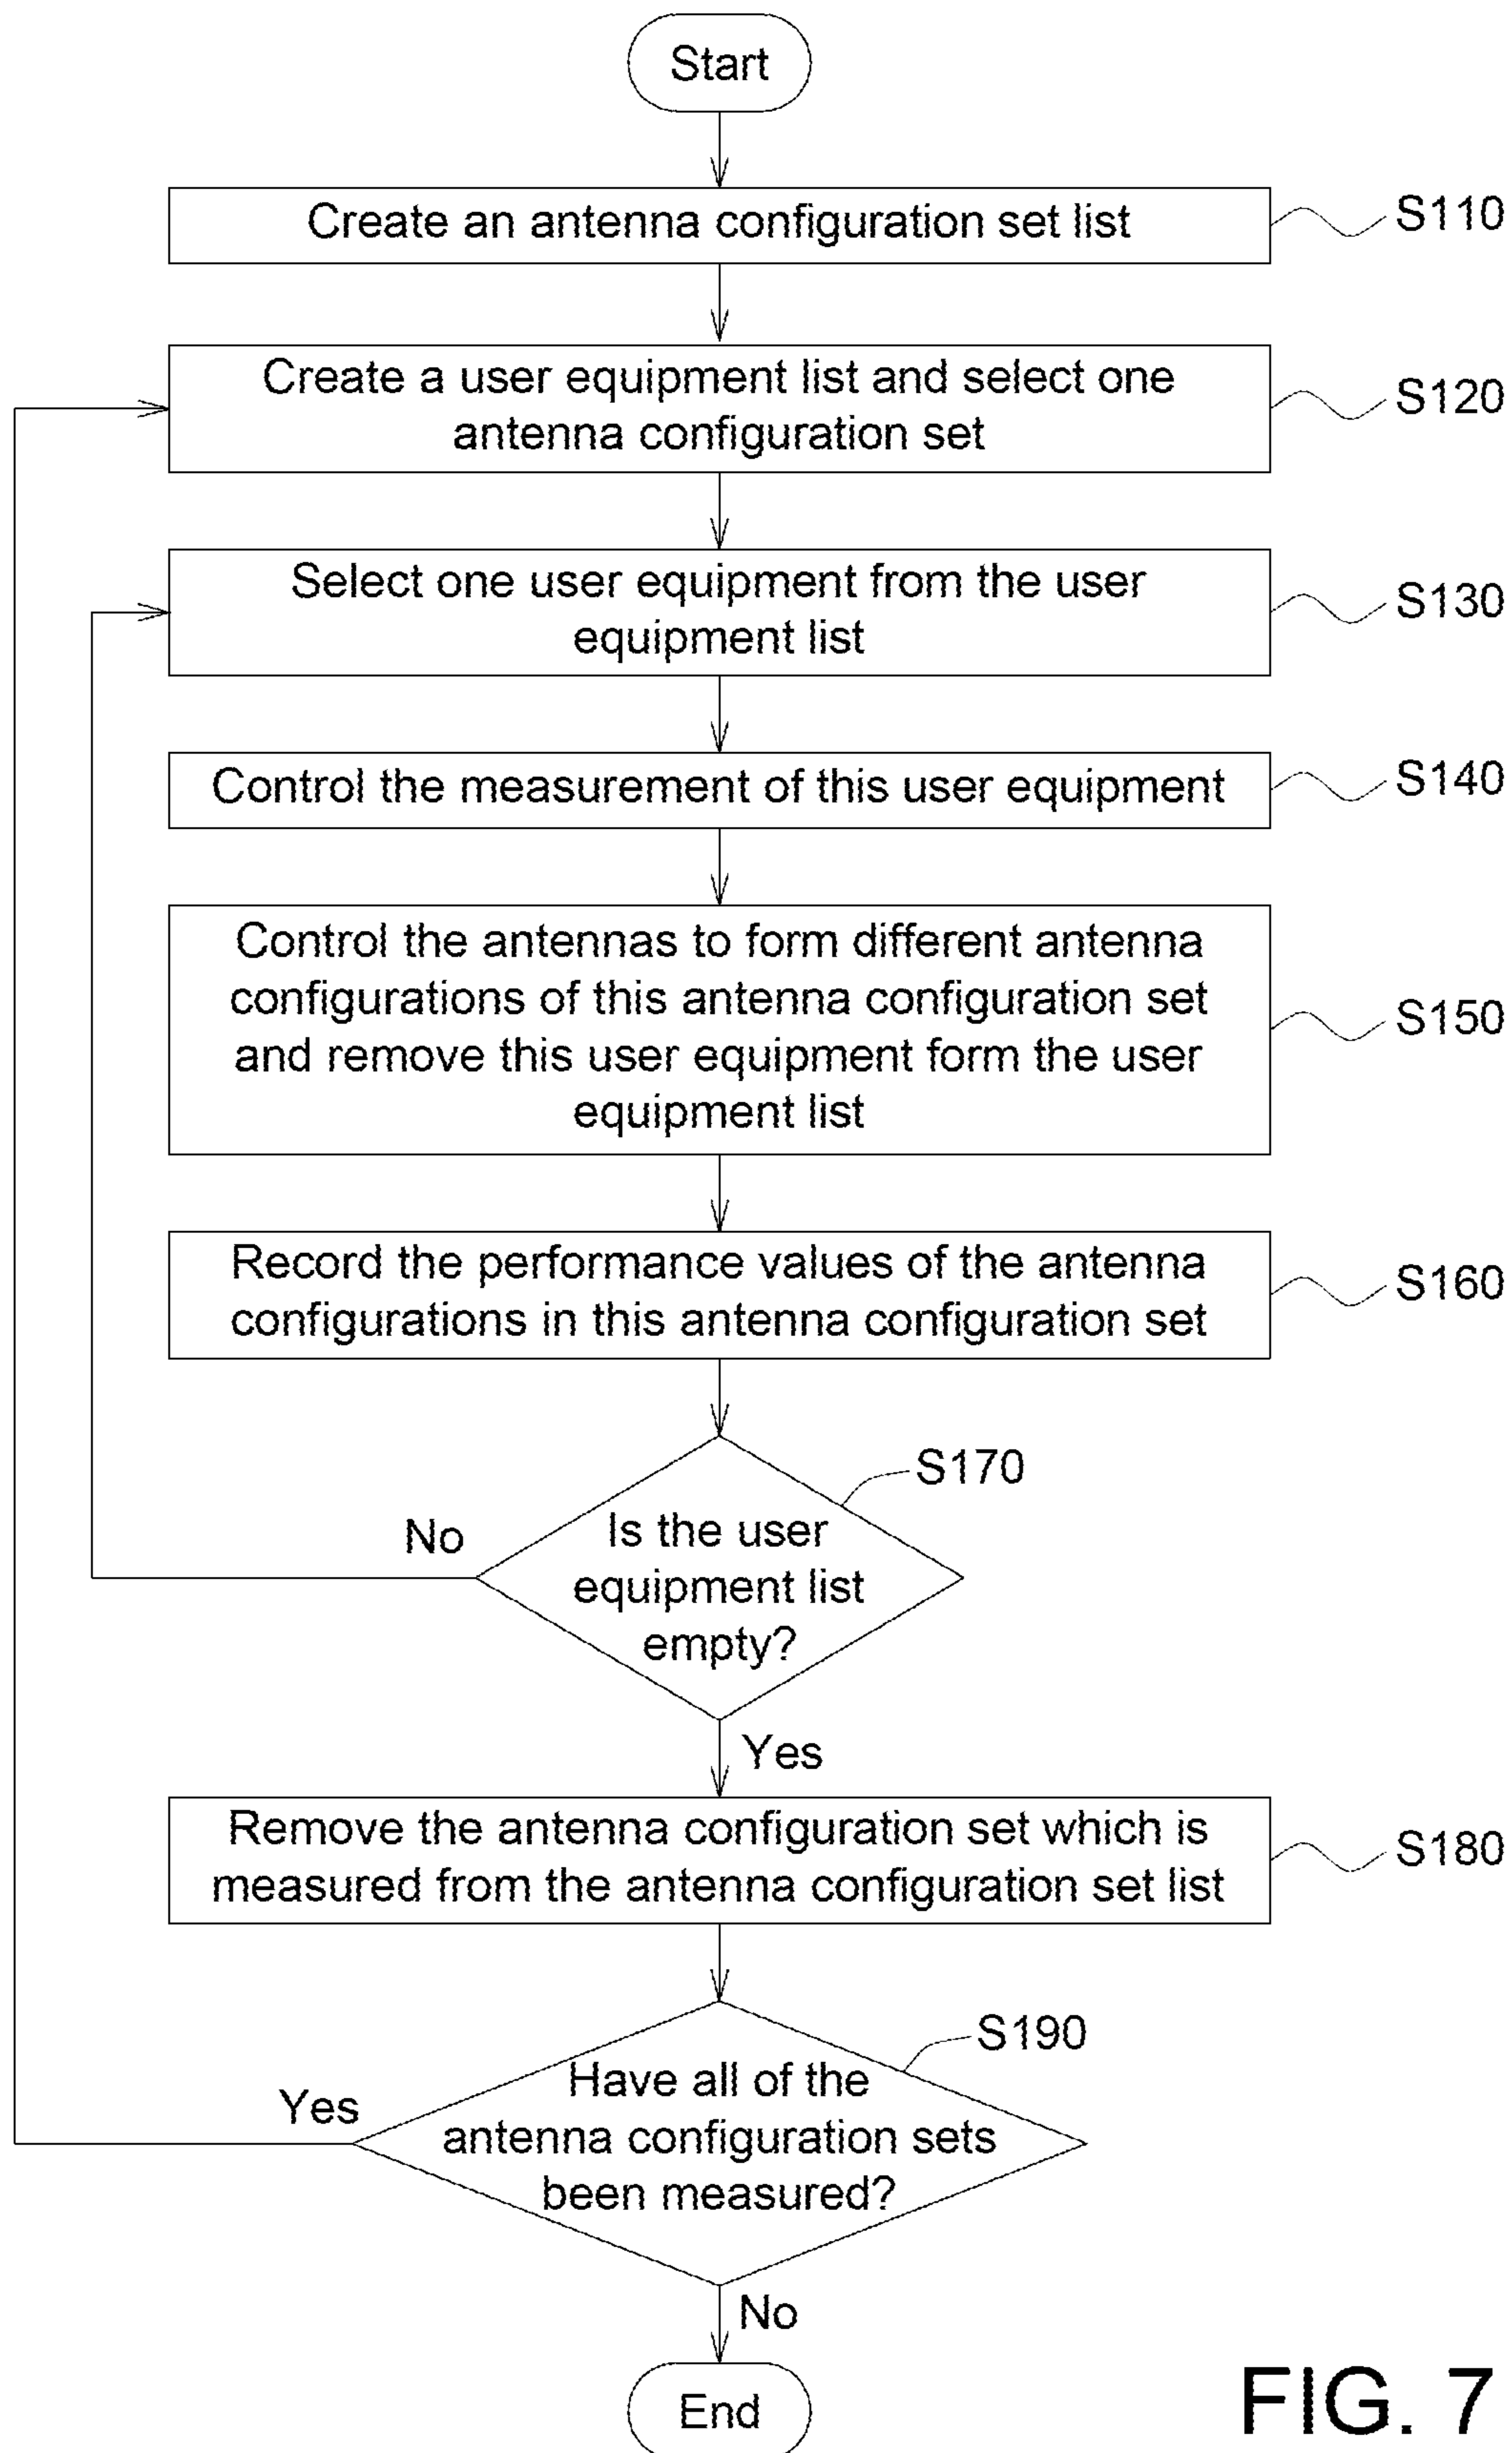 Start
Create an antenna configuration set list
S110
Create a user equipment list and select one
antenna configuration set
S120
Select one user equipment from the user
equipment list
S130
Control the measurement of this user equipment
S140
Control the antennas to form different antenna
configurations of this antenna configuration set
and remove this user equipment form the user
equipment list
S150
Record the performance values of the antenna
configurations in this antenna configuration set
S160
S170
No
Is the user
equipment list
empty?
Yes
Remove the antenna configuration set which is
measured from the antenna configuration set list
S180
S190
Yes
Have all of the
antenna configuration sets
been measured?
No
End
FIG. 7